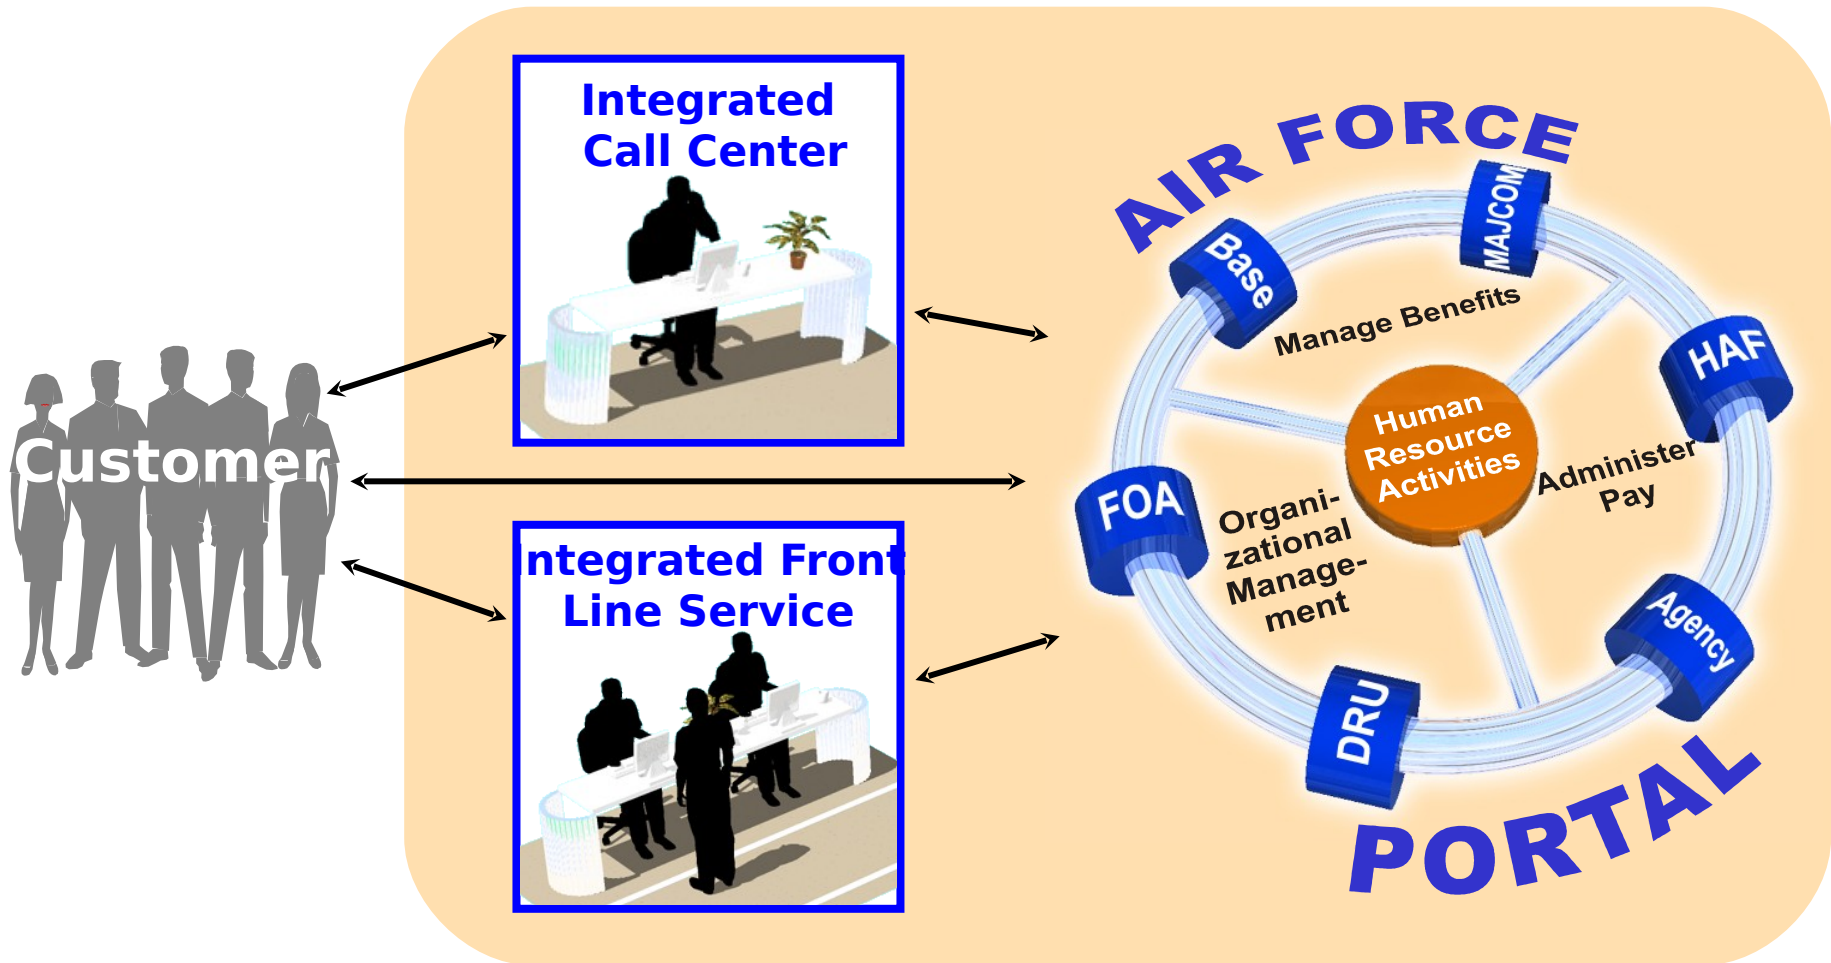 Customer
Integrated
Call Center
Integrated Front
Line Service
AIR FORCE
Base
MAJCOM
HAF
Agency
DRU
FOA
Manage Benefits
Human
Resource
Activities
Administer
Pay
Organi-
zational
Manage-
ment
PORTAL